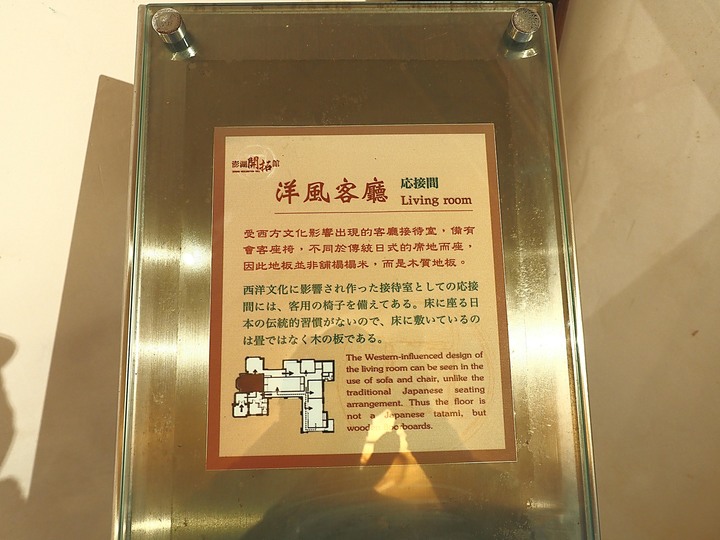 澎湖開拓館
洋風客廳
応接間
Living room
受西方文化影響出現的客廳接待室，備有
會客座椅，不同於傳統日式的席地而座，
因此地板並非舖榻榻米，而是木質地板。
西洋文化に影響され作った接待室としての応接
間には、客用の椅子を備えてある。床に座る日
本の伝統的習慣がないので、床に敷いているの
は畳ではなく木の板である。
The Western-influenced design of
the living room can be seen in the
use of sofa and chair, unlike the
traditional Japanese seating
arrangement. Thus the floor is
not a Japanese tatami, but